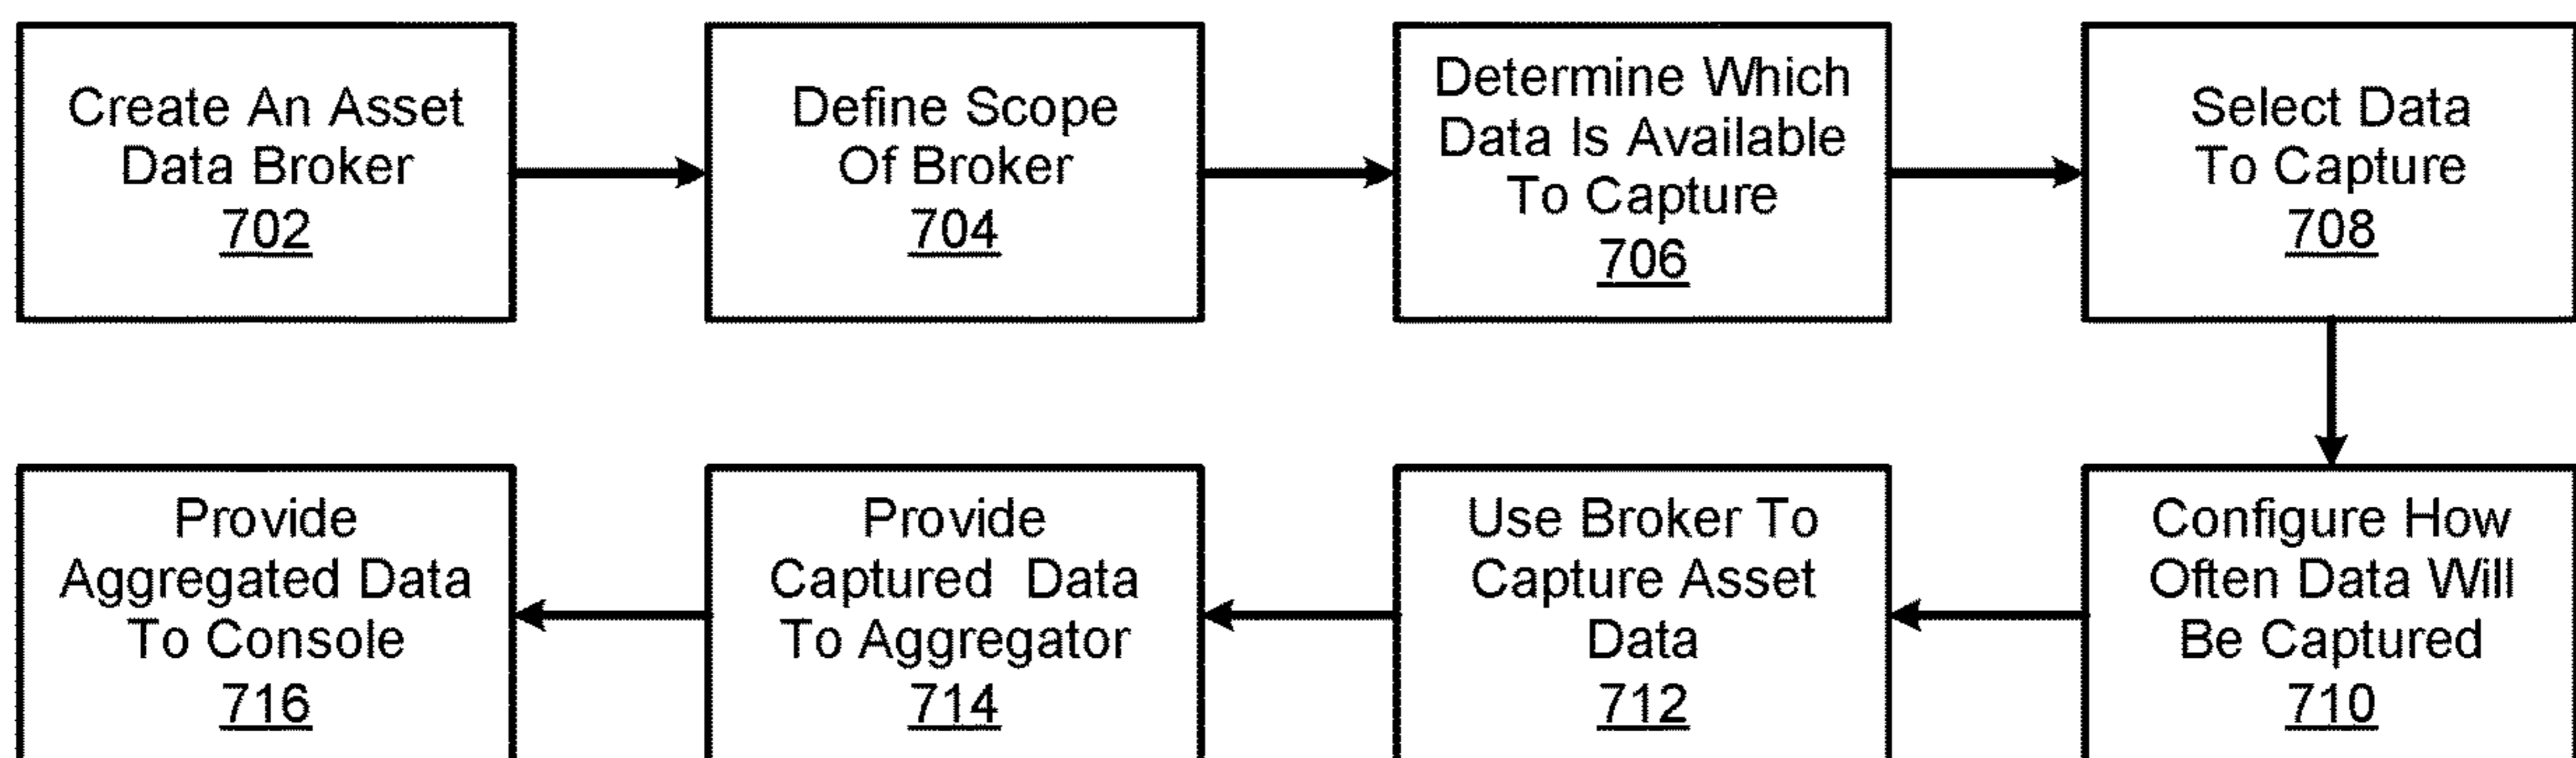 Create An Asset
Data Broker
702
Define Scope
Of Broker
704
Determine Which
Data Is Available
To Capture
706
Select Data
To Capture
708
Configure How
Often Data Will
Be Captured
710
Use Broker To
Capture Asset
Data
712
Provide
Captured Data
To Aggregator
714
Provide
Aggregated Data
To Console
716